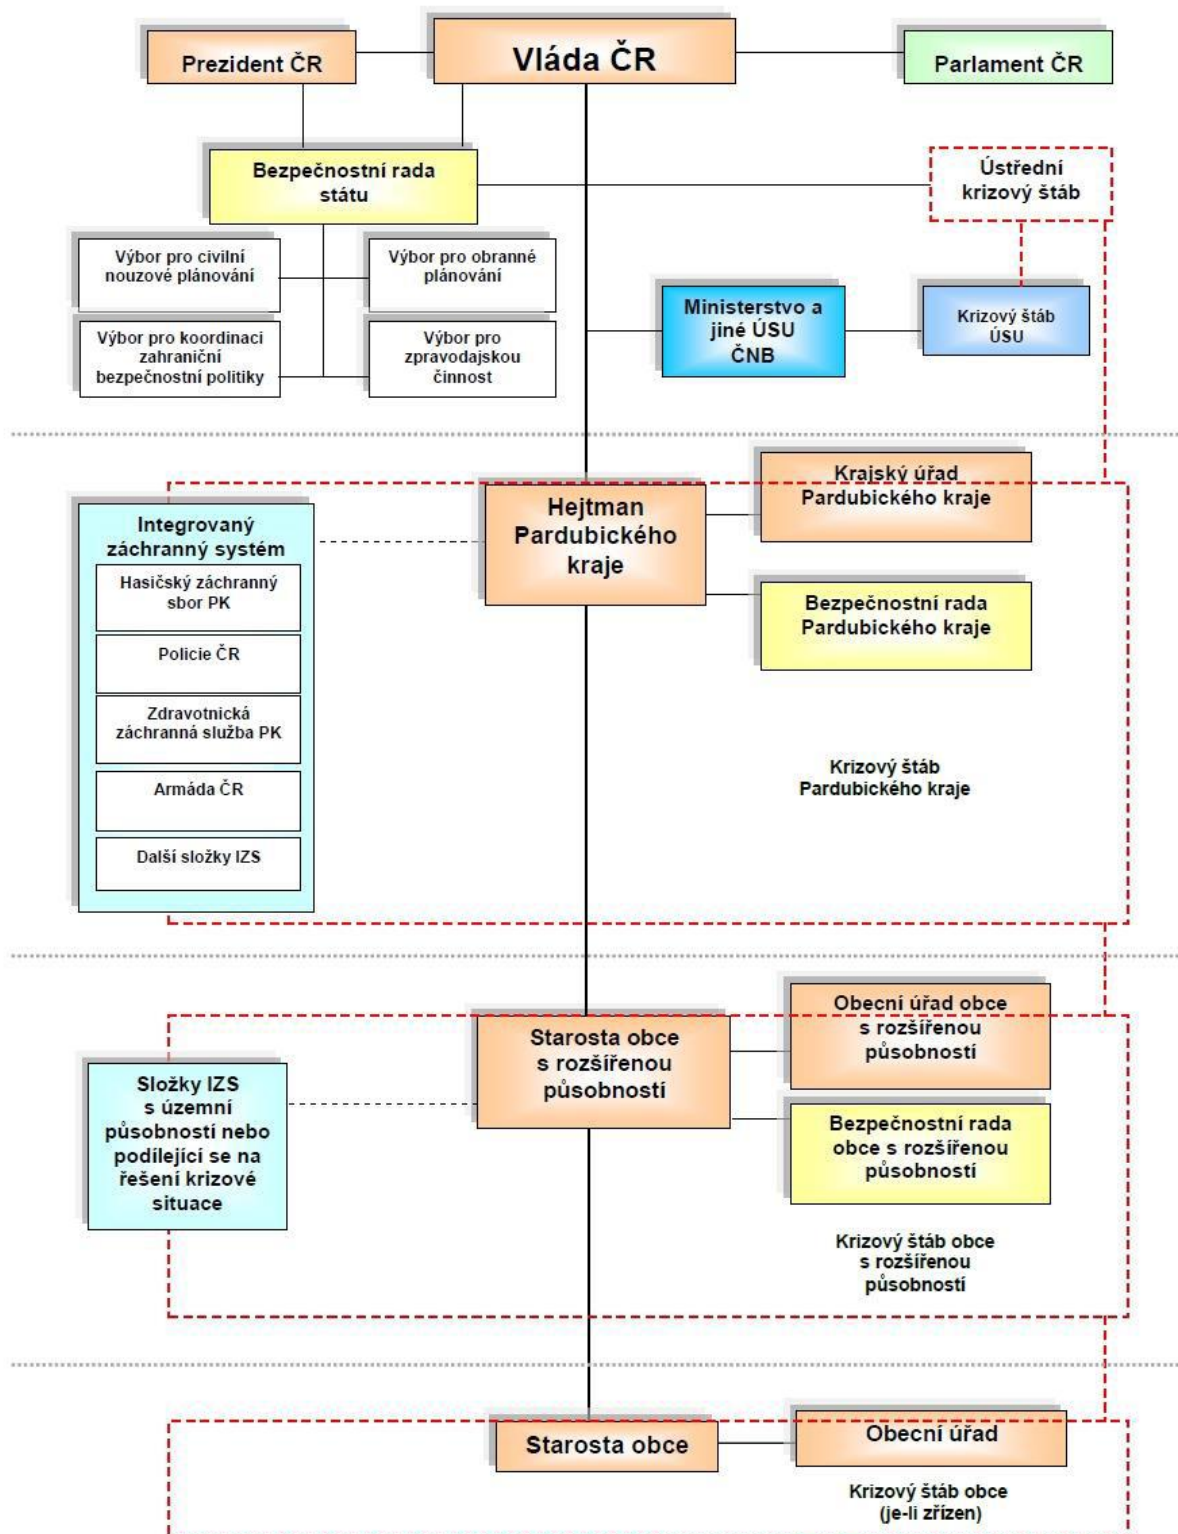 Prezident ČR
Vláda ČR
Parlament ČR
Bezpečnostní rada
státu
Ústřední
krizový štáb
Výbor pro civilní
nouzové plánování
Výbor pro obranné
plánování
Výbor pro koordinaci
zahraniční
bezpečnostní politiky
Výbor pro
zpravodajskou
činnost
Ministerstvo a
jiné ÚSU
ČNB
Krizový štáb
ÚSU
Integrovaný
záchranný systém
Hasičský záchranný
sbor PK
Policie ČR
Zdravotnická
záchranná služba PK
Armáda ČR
Další složky IZS
Hejtman
Pardubického
kraje
Krajský úřad
Pardubického kraje
Bezpečnostní rada
Pardubického kraje
Krizový štáb
Pardubického kraje
Složky IZS
s územní
působností nebo
podílející se na
řešení krizové
situace
Starosta obce
s rozšířenou
působností
Obecní úřad obce
s rozšířenou
působností
Bezpečnostní rada
obce s rozšířenou
působností
Krizový štáb obce
s rozšířenou
působností
Starosta obce
Obecní úřad
Krizový štáb obce
(je-li zřízen)